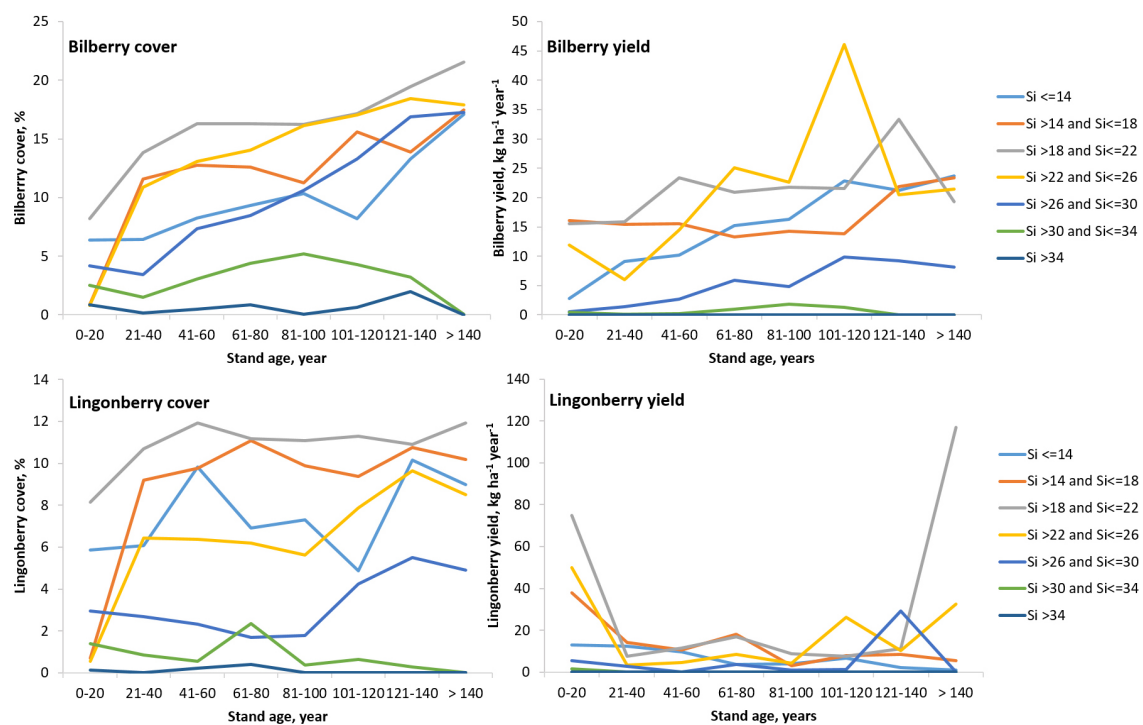 Bilberry cover
25
20
15
10
5
0
Bilberry cover, %
0-20 21-40 41-60 61-80 81-100 101-120 121-140 > 140
Stand age, year
Bilberry yield
50
45
40
35
30
25
20
15
10
5
0
Bilberry yield, kg ha⁻¹ year⁻¹
0-20 21-40 41-60 61-80 81-100 101-120 121-140 > 140
Stand age, years
Si <=14
Si >14 and Si<=18
Si >18 and Si<=22
Si >22 and Si<=26
Si >26 and Si<=30
Si >30 and Si<=34
Si >34
Lingonberry cover
14
12
10
8
6
4
2
0
Lingonberry cover, %
0-20 21-40 41-60 61-80 81-100 101-120 121-140 > 140
Stand age, year
Lingonberry yield
140
120
100
80
60
40
20
0
Lingonberry yield, kg ha⁻¹ year⁻¹
0-20 21-40 41-60 61-80 81-100 101-120 121-140 > 140
Stand age, years
Si <=14
Si >14 and Si<=18
Si >18 and Si<=22
Si >22 and Si<=26
Si >26 and Si<=30
Si >30 and Si<=34
Si >34